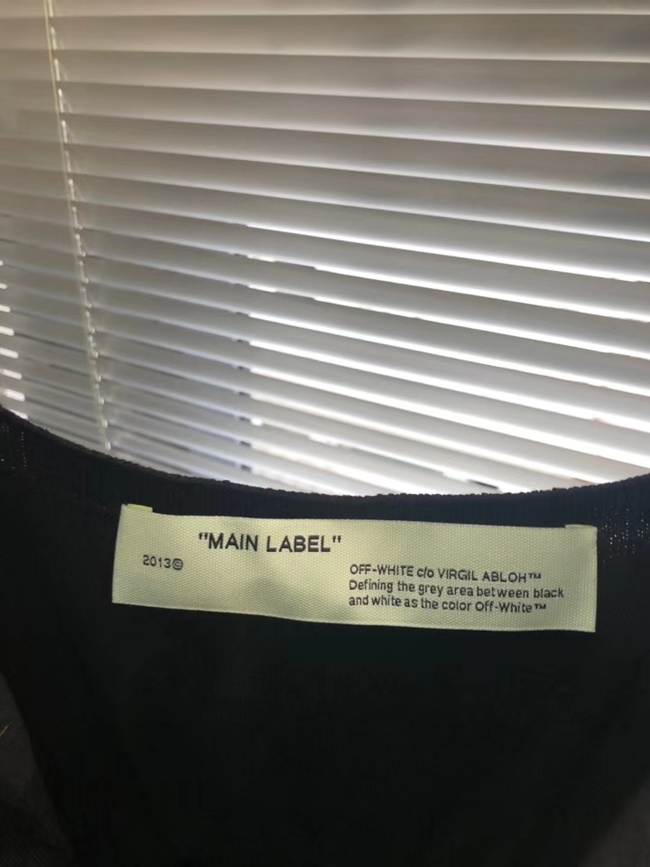 "MAIN LABEL"
2013©
OFF-WHITE c/o VIRGIL ABLOH™
Defining the grey area between black
and white as the color Off-White™